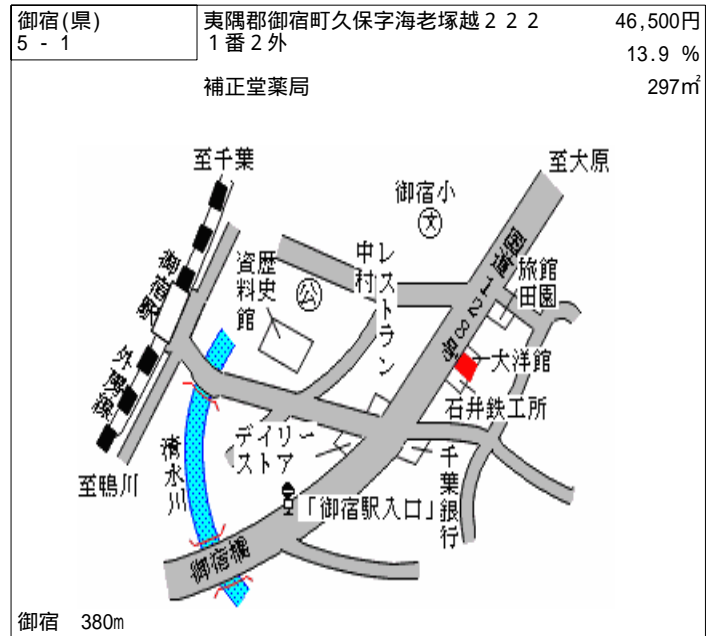 御宿(県)
5 - 1
夷隅郡御宿町久保字海老塚越２２２
１番２外
46,500円
13.9 %
補正堂薬局
297㎡
至千葉
至大原
御宿小
文
御宿駅
外房線
至鴨川
歴史
資料館
公
レストラン
中村
国道128号
旅館
田園
大洋館
石井鉄工所
清水川
デイリー
ストア
千葉銀行
「御宿駅入口」
御宿橋
御宿　380m